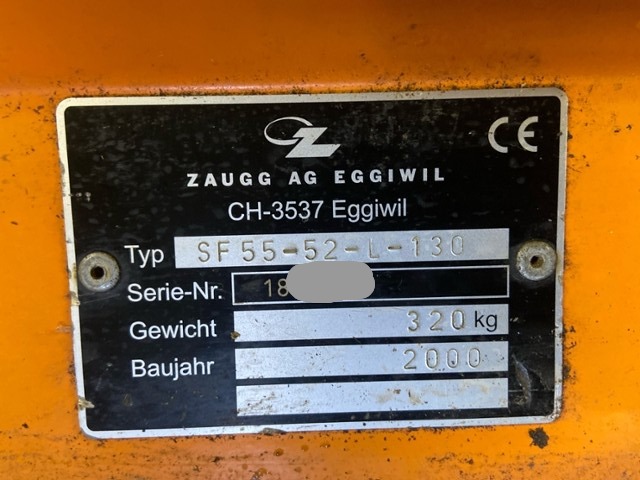 Z
CE
ZAUGG AG EGGIWIL
CH-3537 Eggiwil
Typ SF55-52-L-130
Serie-Nr. 18
Gewicht 320 kg
Baujahr 2000